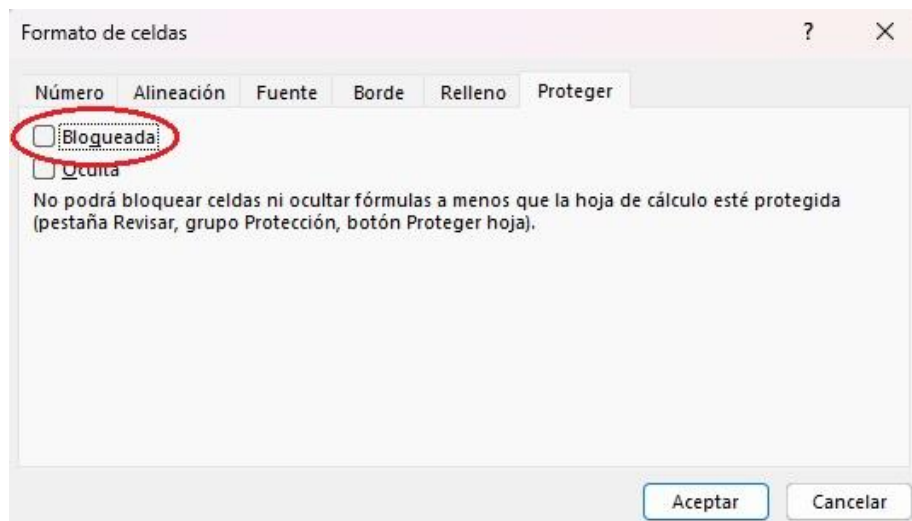 Formato de celdas ?
Número Alineación Fuente Borde Relleno Proteger
Bloqueada
Oculta
No podrá bloquear celdas ni ocultar fórmulas a menos que la hoja de cálculo esté protegida
(pestaña Revisar, grupo Protección, botón Proteger hoja).
Aceptar Cancelar